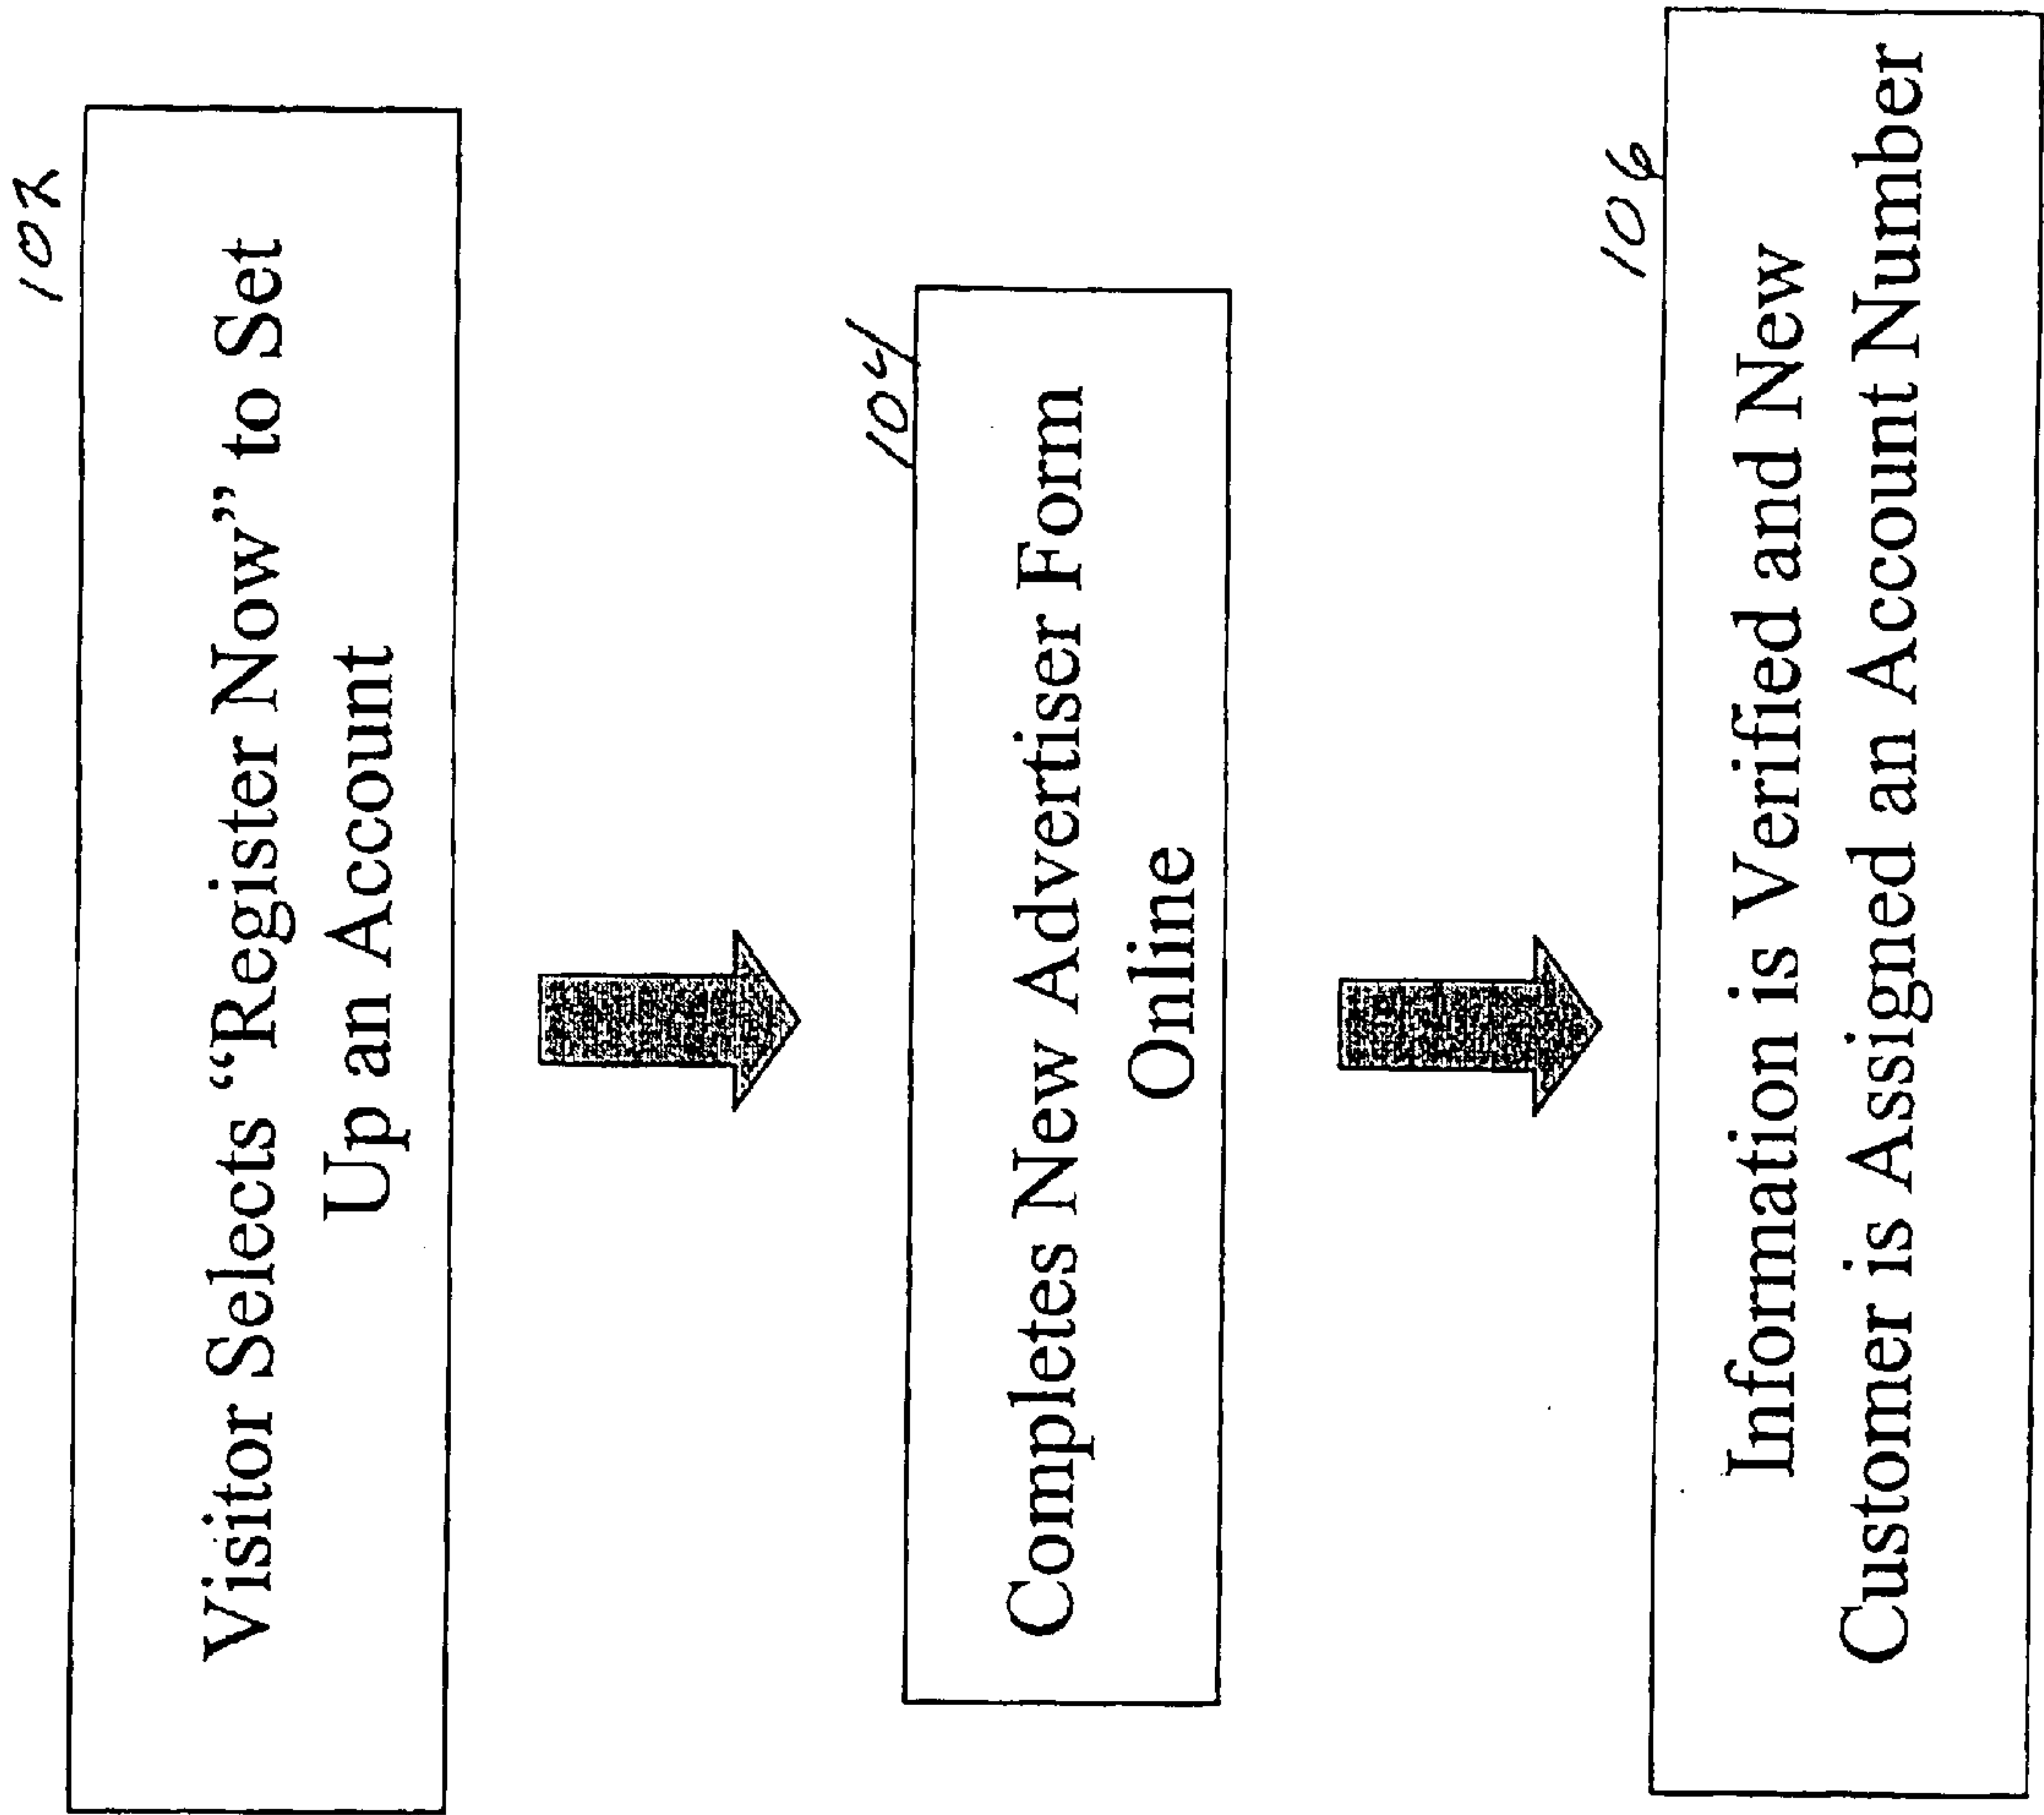 102
Visitor Selects “Register Now” to Set
Up an Account
104
Completes New Advertiser Form
Online
106
Information is Verified and New
Customer is Assigned an Account Number